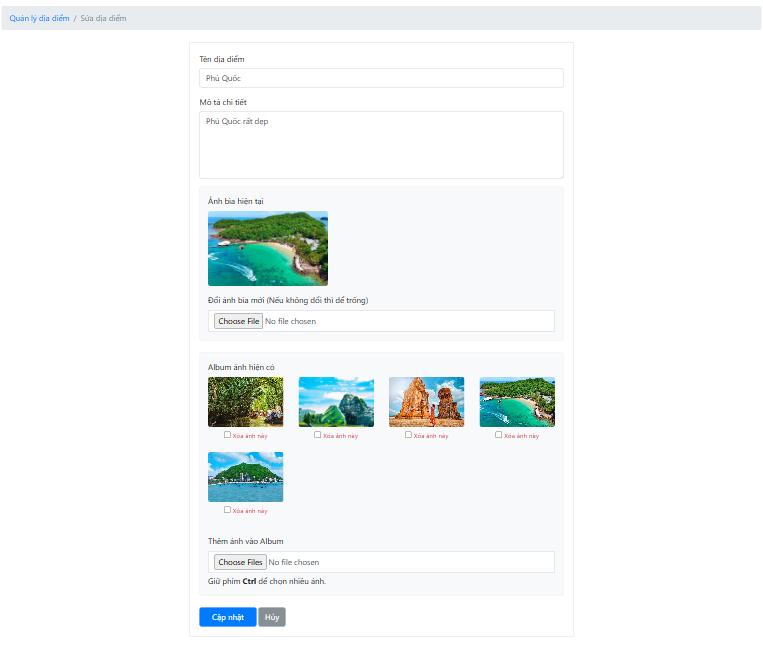 Quản lý địa điểm / Sửa địa điểm
Tên địa điểm
Phú Quốc
Mô tả chi tiết
Phú Quốc rất đẹp
Ảnh bìa hiện tại
Đổi ảnh bìa mới (Nếu không đổi thì để trống)
Choose File No file chosen
Album ảnh hiện có
Xóa ảnh này Xóa ảnh này Xóa ảnh này Xóa ảnh này
Xóa ảnh này
Thêm ảnh vào Album
Choose Files No file chosen
Giữ phím Ctrl để chọn nhiều ảnh.
Cập nhật Hủy